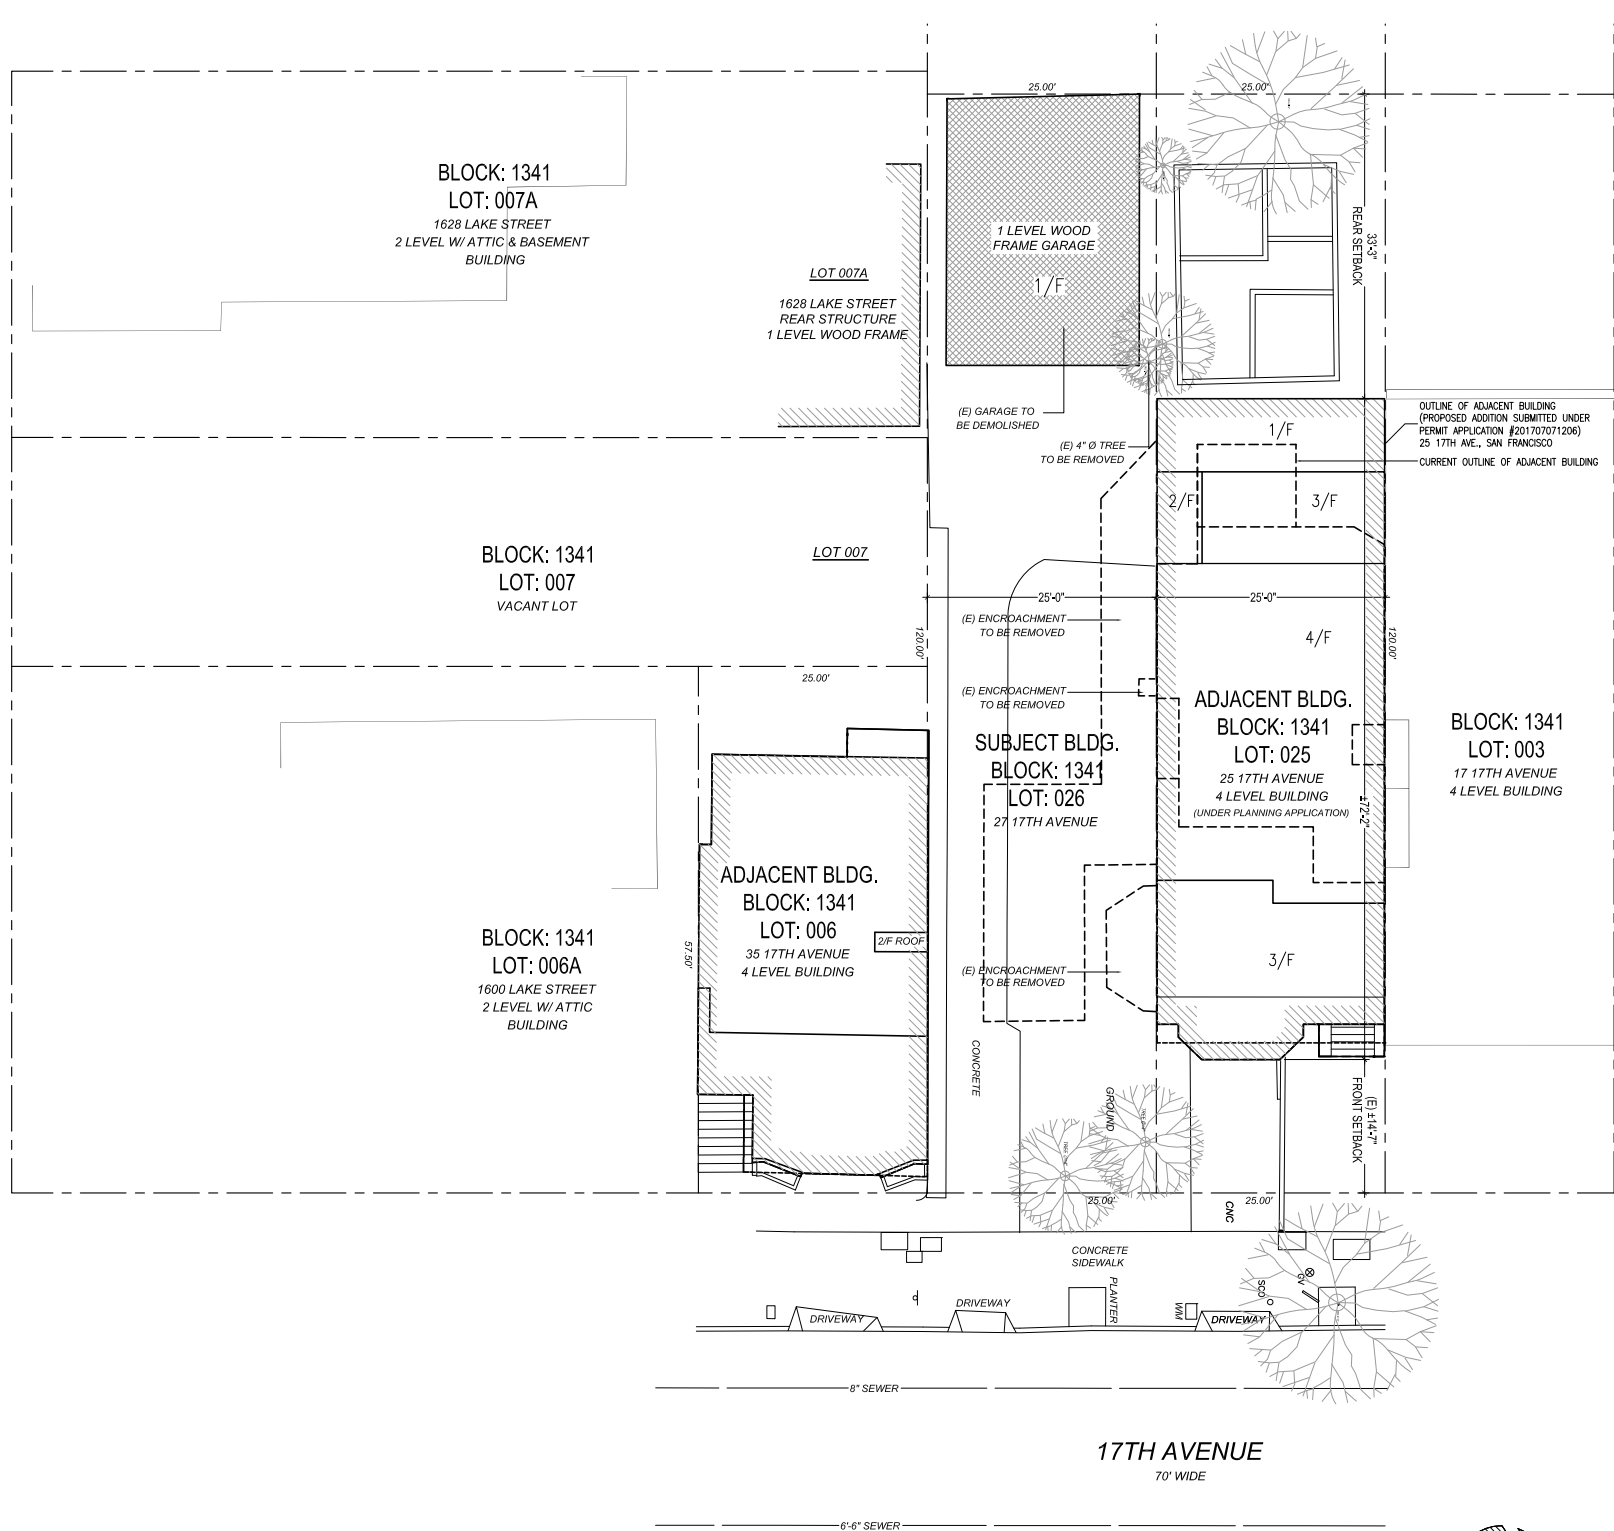 25.00'
25.00'
BLOCK: 1341
LOT: 007A
1628 LAKE STREET
2 LEVEL W/ ATTIC & BASEMENT
BUILDING
LOT 007A
1628 LAKE STREET
REAR STRUCTURE
1 LEVEL WOOD FRAME
1 LEVEL WOOD
FRAME GARAGE
1/F
33'-3"
REAR SETBACK
(E) GARAGE TO
BE DEMOLISHED
(E) 4" Ø TREE
TO BE REMOVED
OUTLINE OF ADJACENT BUILDING
(PROPOSED ADDITION SUBMITTED UNDER
PERMIT APPLICATION #201707071206)
25 17TH AVE., SAN FRANCISCO
CURRENT OUTLINE OF ADJACENT BUILDING
1/F
2/F
3/F
BLOCK: 1341
LOT: 007
VACANT LOT
LOT 007
25'-0"
25'-0"
(E) ENCROACHMENT
TO BE REMOVED
120.00'
4/F
120.00'
25.00'
(E) ENCROACHMENT
TO BE REMOVED
SUBJECT BLDG.
BLOCK: 1341
LOT: 026
27 17TH AVENUE
ADJACENT BLDG.
BLOCK: 1341
LOT: 025
25 17TH AVENUE
4 LEVEL BUILDING
(UNDER PLANNING APPLICATION)
±72'-2"
BLOCK: 1341
LOT: 003
17 17TH AVENUE
4 LEVEL BUILDING
ADJACENT BLDG.
BLOCK: 1341
LOT: 006
35 17TH AVENUE
4 LEVEL BUILDING
2/F ROOF
57.50'
BLOCK: 1341
LOT: 006A
1600 LAKE STREET
2 LEVEL W/ ATTIC
BUILDING
(E) ENCROACHMENT
TO BE REMOVED
3/F
CONCRETE
GROUND
(E) ±14'-7"
FRONT SETBACK
25.00'
25.00'
CNC
CONCRETE
SIDEWALK
PLANTER
WM
SCO
GV
DRIVEWAY
DRIVEWAY
DRIVEWAY
8" SEWER
17TH AVENUE
70' WIDE
6'-6" SEWER